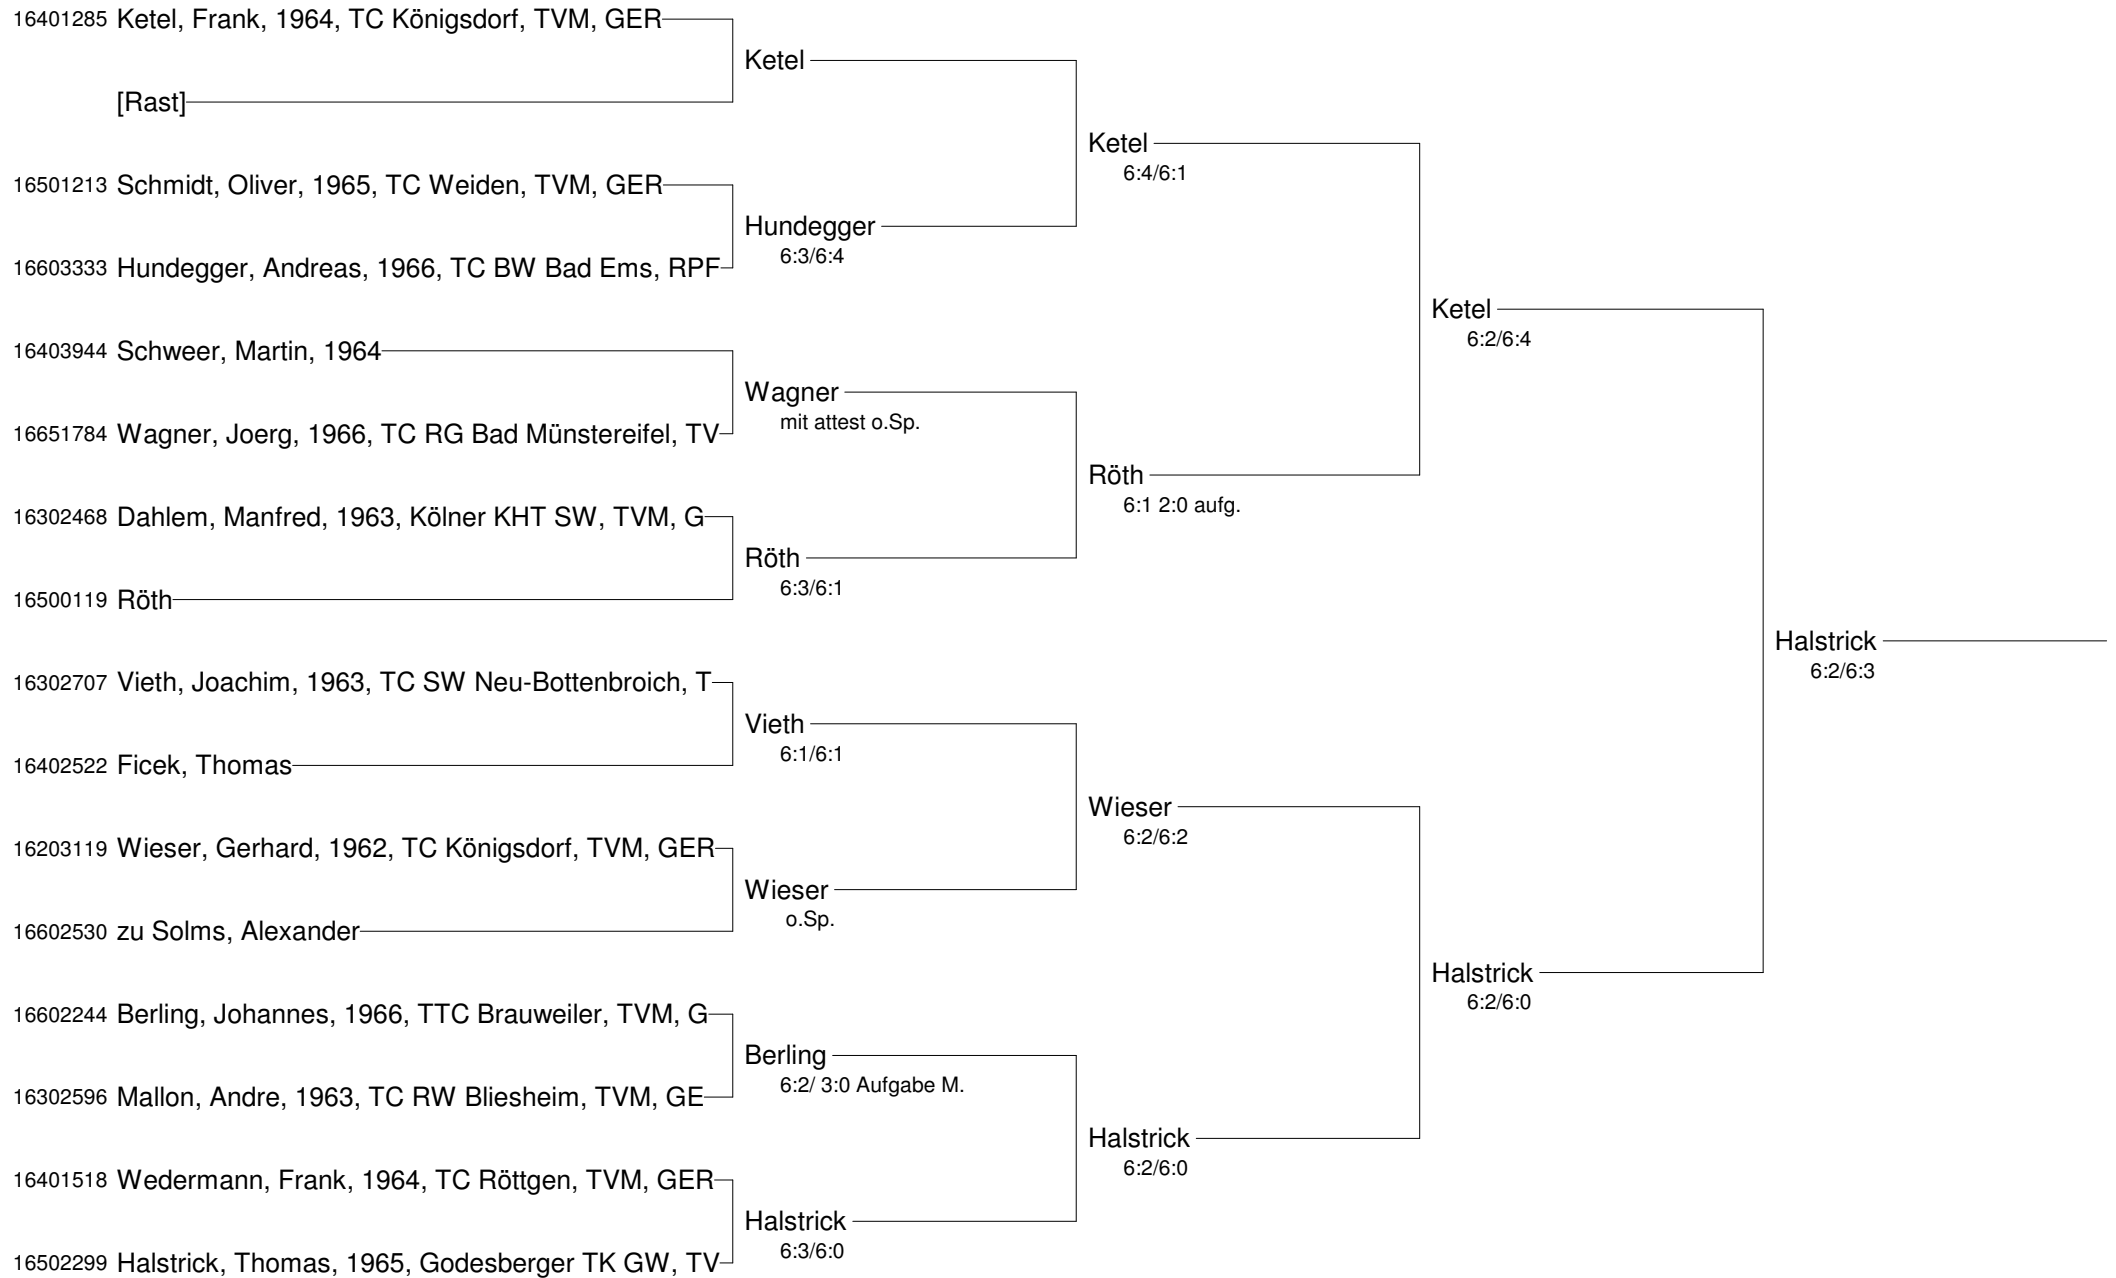 16401285 Ketel, Frank, 1964, TC Königsdorf, TVM, GER
Ketel
[Rast]
Ketel
6:4/6:1
16501213 Schmidt, Oliver, 1965, TC Weiden, TVM, GER
Hundegger
6:3/6:4
16603333 Hundegger, Andreas, 1966, TC BW Bad Ems, RPF
Ketel
6:2/6:4
16403944 Schweer, Martin, 1964
Wagner
mit attest o.Sp.
16651784 Wagner, Joerg, 1966, TC RG Bad Münstereifel, TV
Röth
6:1 2:0 aufg.
16302468 Dahlem, Manfred, 1963, Kölner KHT SW, TVM, G
Röth
6:3/6:1
16500119 Röth
Halstrick
6:2/6:3
16302707 Vieth, Joachim, 1963, TC SW Neu-Bottenbroich, T
Vieth
6:1/6:1
16402522 Ficek, Thomas
Wieser
6:2/6:2
16203119 Wieser, Gerhard, 1962, TC Königsdorf, TVM, GER
Wieser
o.Sp.
16602530 zu Solms, Alexander
Halstrick
6:2/6:0
16602244 Berling, Johannes, 1966, TTC Brauweiler, TVM, G
Berling
6:2/ 3:0 Aufgabe M.
16302596 Mallon, Andre, 1963, TC RW Bliesheim, TVM, GE
Halstrick
6:2/6:0
16401518 Wedermann, Frank, 1964, TC Röttgen, TVM, GER
Halstrick
6:3/6:0
16502299 Halstrick, Thomas, 1965, Godesberger TK GW, TV